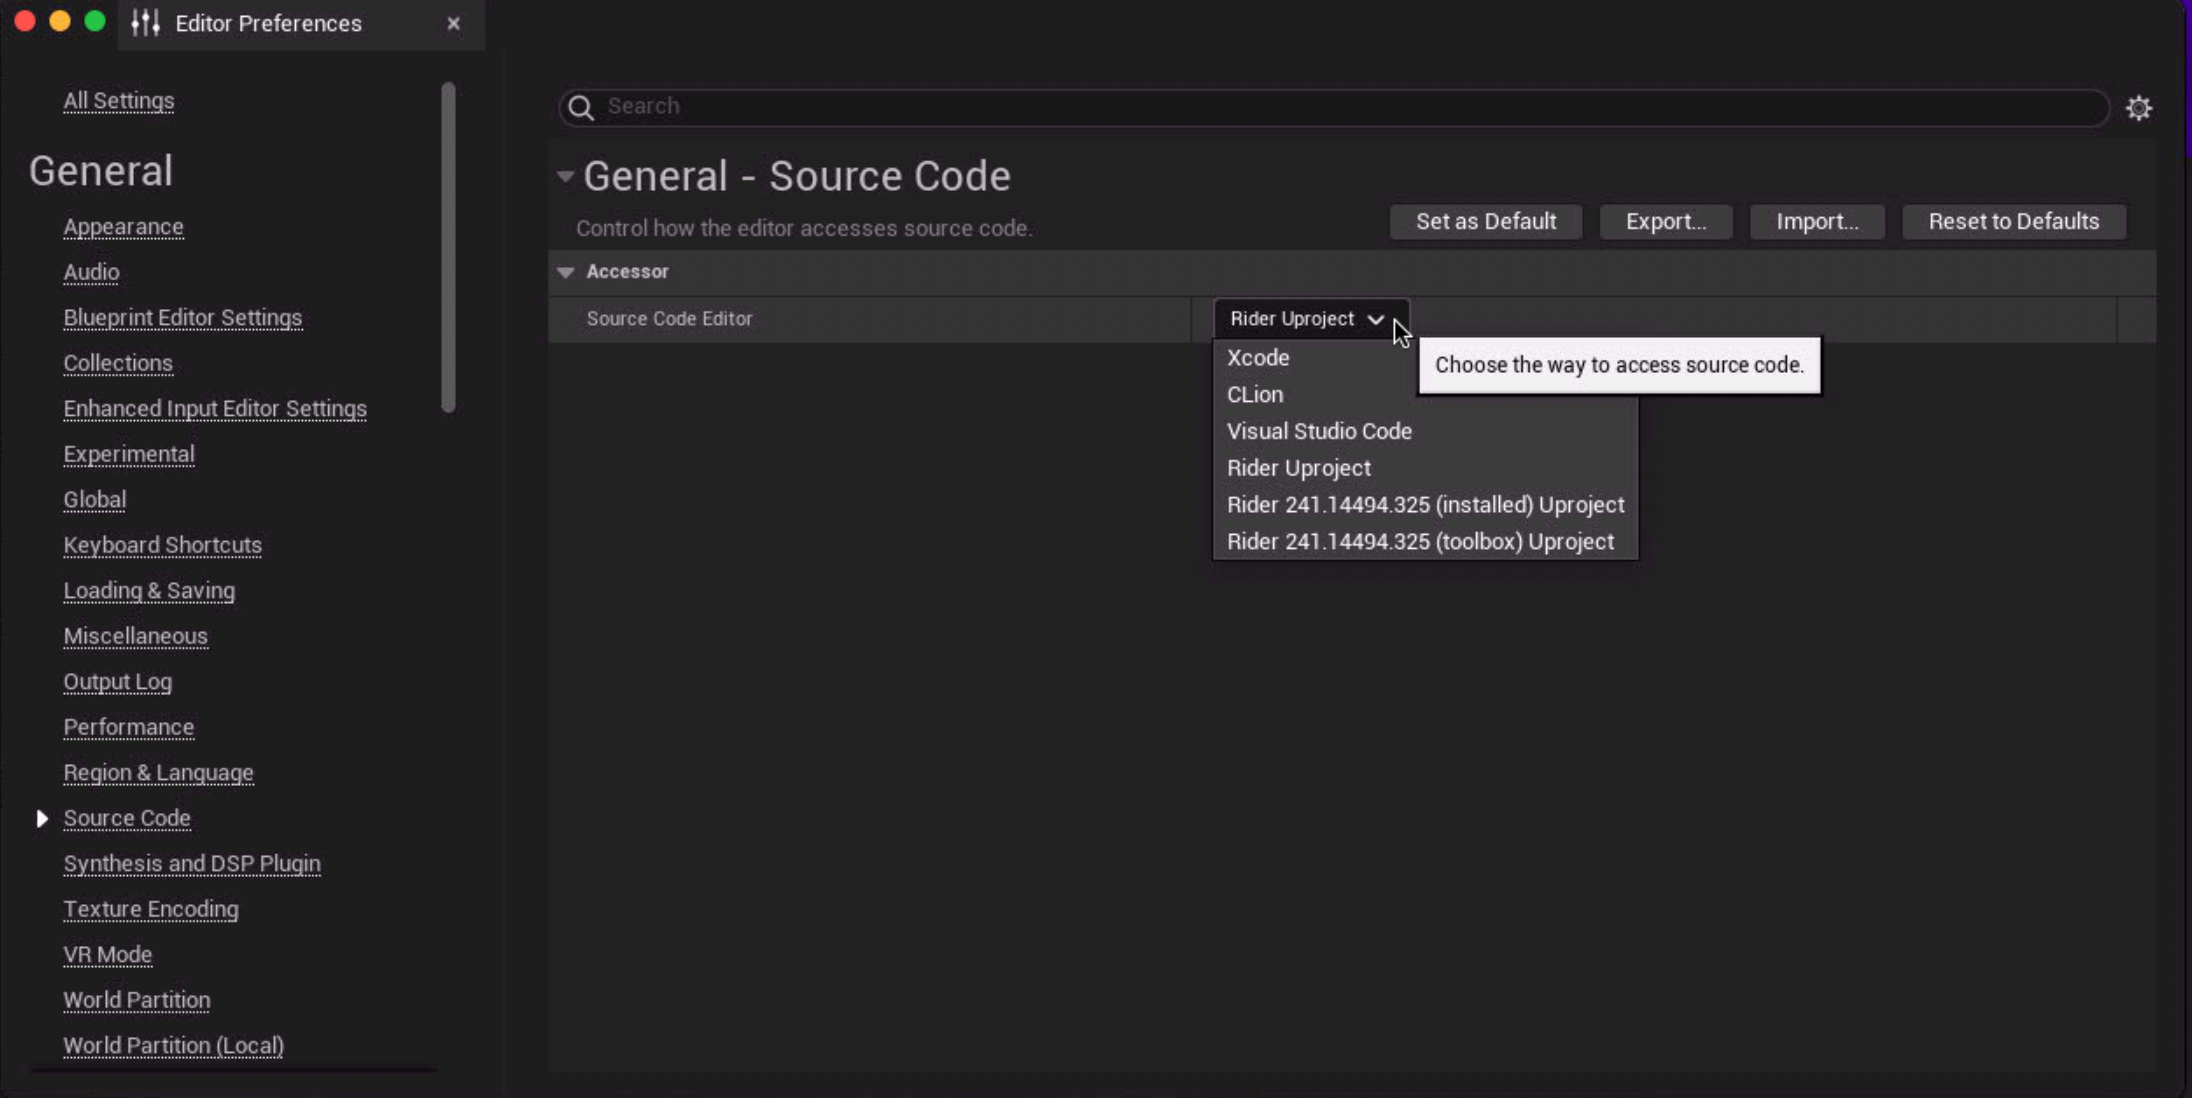 Editor Preferences
All Settings
General
Appearance
Audio
Blueprint Editor Settings
Collections
Enhanced Input Editor Settings
Experimental
Global
Keyboard Shortcuts
Loading & Saving
Miscellaneous
Output Log
Performance
Region & Language
Source Code
Synthesis and DSP Plugin
Texture Encoding
VR Mode
World Partition
World Partition (Local)
Search
General - Source Code
Control how the editor accesses source code.
Set as Default
Export...
Import...
Reset to Defaults
Accessor
Source Code Editor
Rider Uproject
Xcode
CLion
Visual Studio Code
Rider Uproject
Rider 241.14494.325 (installed) Uproject
Rider 241.14494.325 (toolbox) Uproject
Choose the way to access source code.